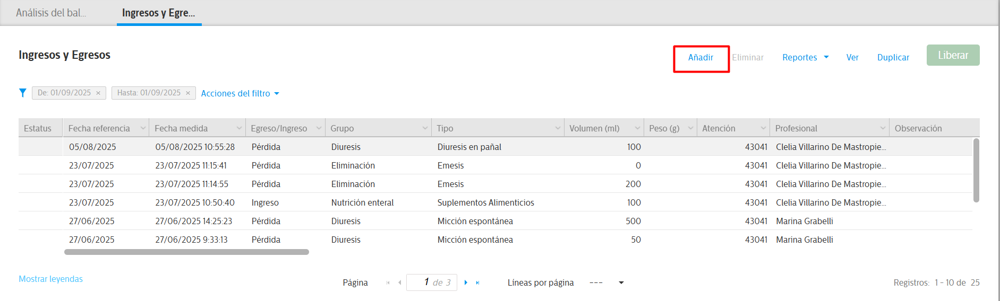 Análisis del bal... Ingresos y Egre...
Ingresos y Egresos Añadir Eliminar Reportes Ver Duplicar Liberar
De: 01/09/2025 × Hasta: 01/09/2025 × Acciones del filtro
Estatus Fecha referencia Fecha medida Egreso/Ingreso Grupo Tipo Volumen (ml) Peso (g) Atención Profesional Observación
05/08/2025 05/08/2025 10:55:28 Pérdida Diuresis Diuresis en pañal 100 43041 Clelia Villarino De Mastropie...
23/07/2025 23/07/2025 11:15:41 Pérdida Eliminación Emesis 0 43041 Clelia Villarino De Mastropie...
23/07/2025 23/07/2025 11:14:55 Pérdida Eliminación Emesis 200 43041 Clelia Villarino De Mastropie...
23/07/2025 23/07/2025 10:50:40 Ingreso Nutrición enteral Suplementos Alimenticios 100 43041 Clelia Villarino De Mastropie...
27/06/2025 27/06/2025 14:25:23 Pérdida Diuresis Micción espontánea 500 43041 Marina Grabelli
27/06/2025 27/06/2025 9:33:13 Pérdida Diuresis Micción espontánea 50 43041 Marina Grabelli
Mostrar leyendas Página 1 de 3 Líneas por página --- Registros: 1 - 10 de 25